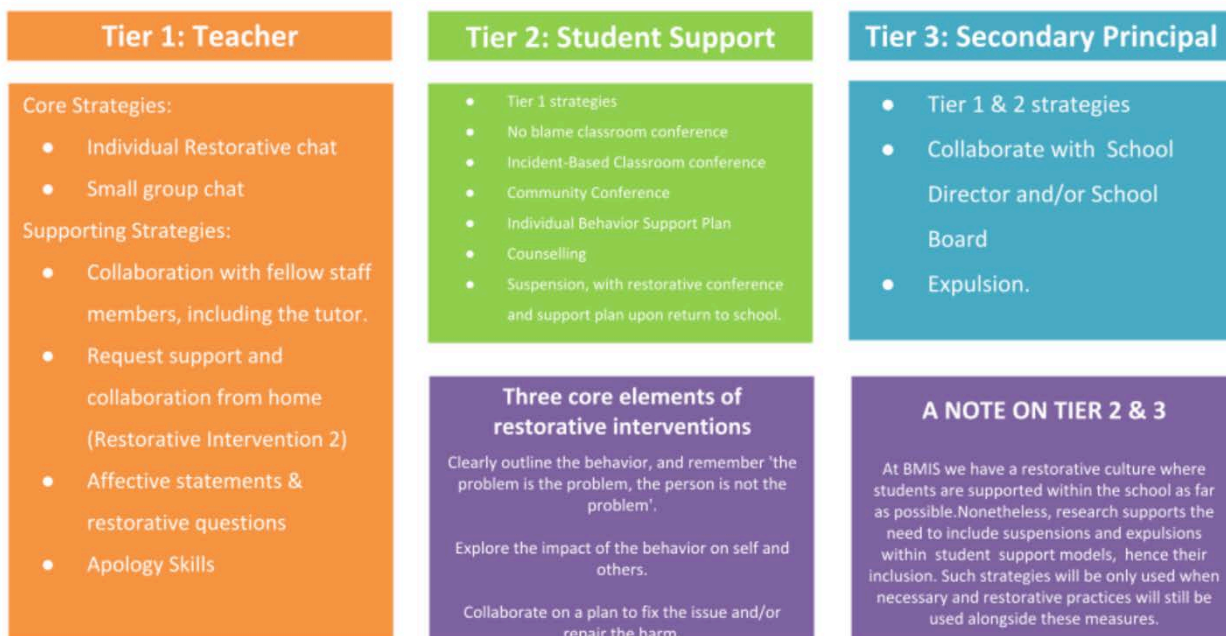 Tier 1: Teacher
Core Strategies:
● Individual Restorative chat
● Small group chat
Supporting Strategies:
● Collaboration with fellow staff
members, including the tutor.
● Request support and
collaboration from home
(Restorative Intervention 2)
● Affective statements &
restorative questions
● Apology Skills
Tier 2: Student Support
● Tier 1 strategies
● No blame classroom conference
● Incident-Based Classroom conference
● Community Conference
● Individual Behavior Support Plan
● Counselling
● Suspension, with restorative conference
and support plan upon return to school.
Three core elements of
restorative interventions
Clearly outline the behavior, and remember 'the
problem is the problem, the person is not the
problem'.
Explore the impact of the behavior on self and
others.
Collaborate on a plan to fix the issue and/or
repair the harm
Tier 3: Secondary Principal
● Tier 1 & 2 strategies
● Collaborate with School
Director and/or School
Board
● Expulsion.
A NOTE ON TIER 2 & 3
At BMIS we have a restorative culture where
students are supported within the school as far
as possible.Nonetheless, research supports the
need to include suspensions and expulsions
within student support models, hence their
inclusion. Such strategies will be only used when
necessary and restorative practices will still be
used alongside these measures.